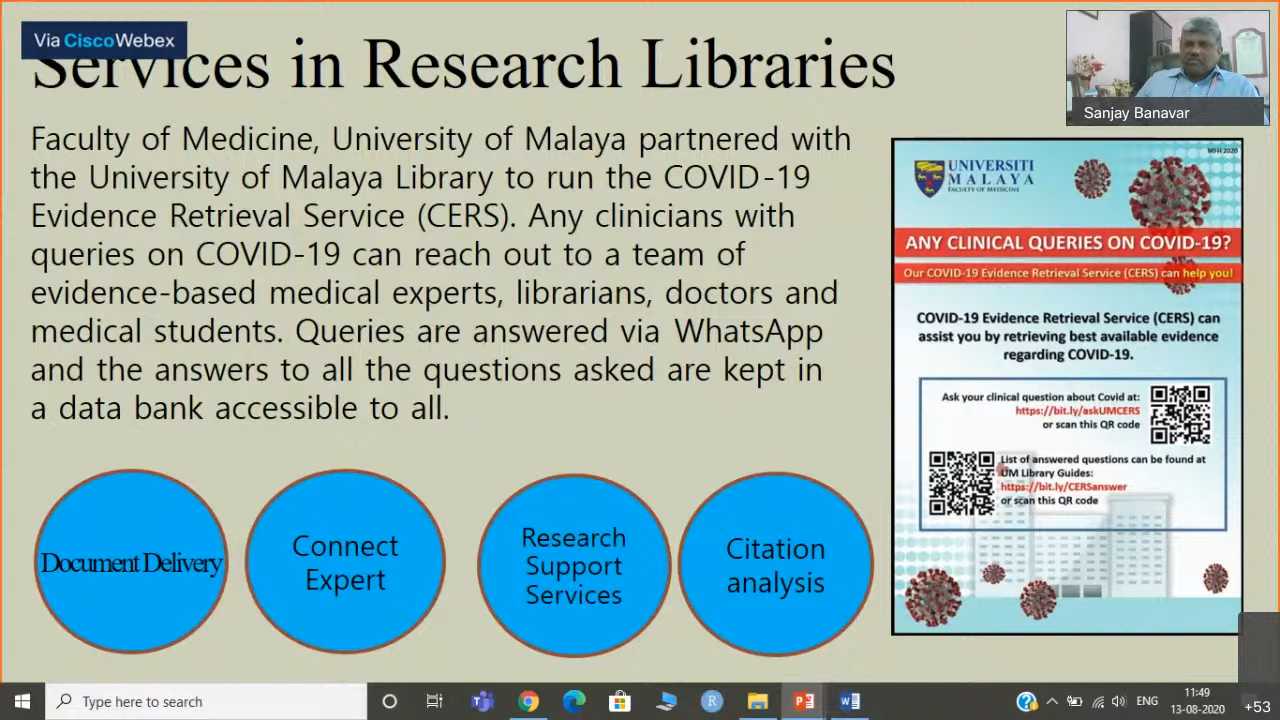 Via Cisco Webex
Services in Research Libraries
Sanjay Banavar
Faculty of Medicine, University of Malaya partnered with
the University of Malaya Library to run the COVID-19
Evidence Retrieval Service (CERS). Any clinicians with
queries on COVID-19 can reach out to a team of
evidence-based medical experts, librarians, doctors and
medical students. Queries are answered via WhatsApp
and the answers to all the questions asked are kept in
a data bank accessible to all.
Document Delivery
Connect
Expert
Research
Support
Services
Citation
analysis
MFH 2020
UNIVERSITI
MALAYA
FACULTY OF MEDICINE
ANY CLINICAL QUERIES ON COVID-19?
Our COVID-19 Evidence Retrieval Service (CERS) can help you!
COVID-19 Evidence Retrieval Service (CERS) can
assist you by retrieving best available evidence
regarding COVID-19.
Ask your clinical question about Covid at:
https://bit.ly/askUMCERS
or scan this QR code
List of answered questions can be found at
UM Library Guides:
https://bit.ly/CERSanswer
or scan this QR code
Type here to search
ENG
11:49
13-08-2020
+53